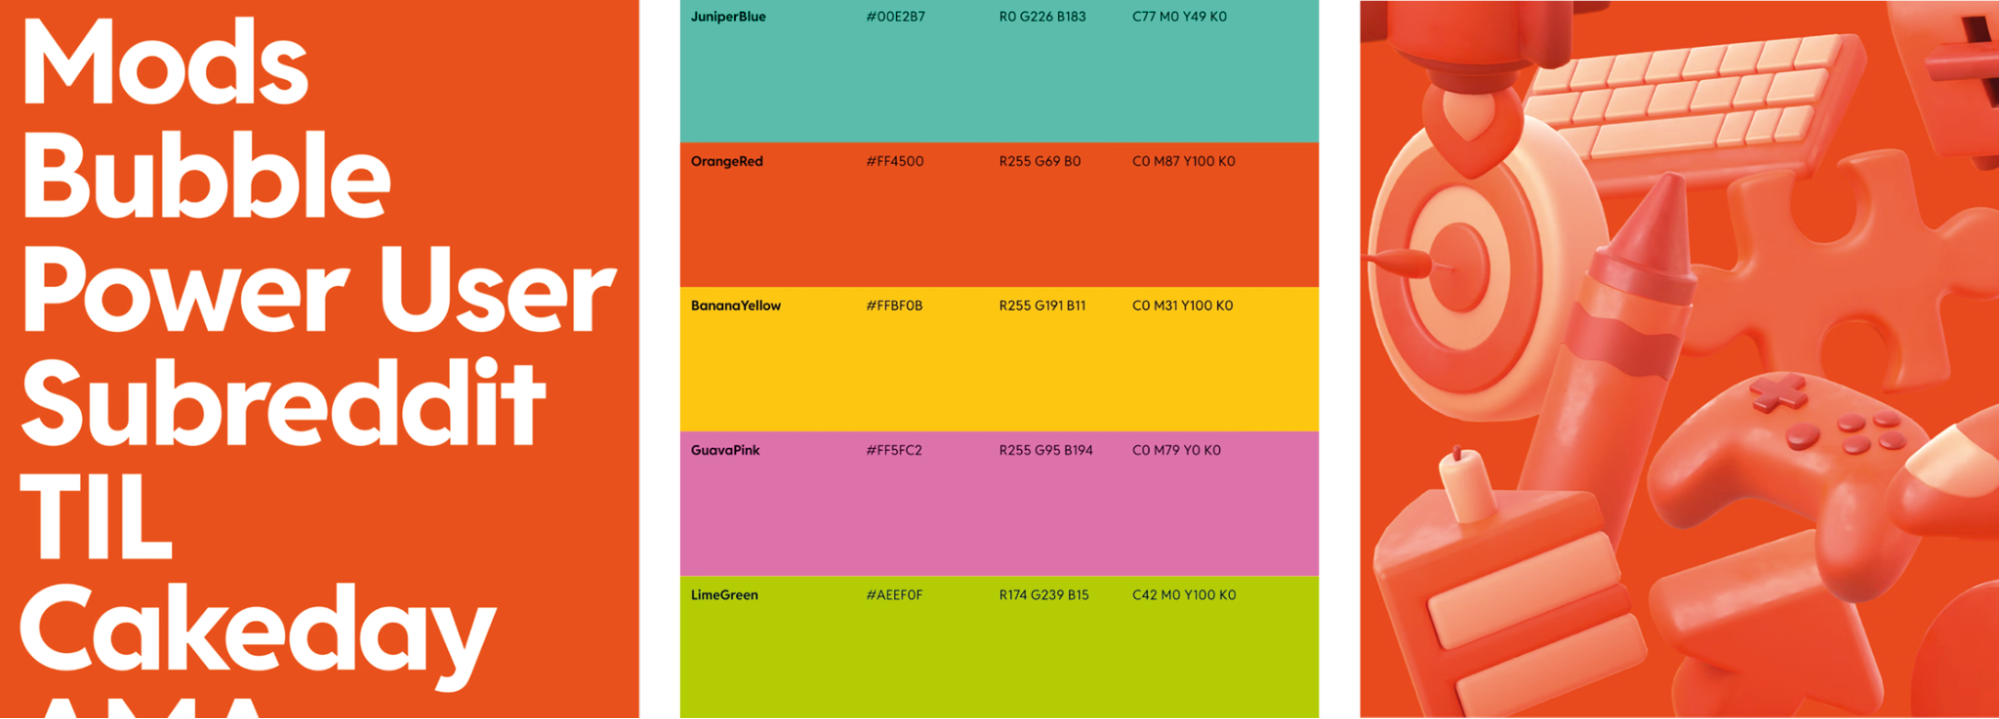 Mods
Bubble
Power User
Subreddit
TIL
Cakeday
AMA
JuniperBlue #00E2B7 R0 G226 B183 C77 M0 Y49 K0
OrangeRed #FF4500 R255 G69 B0 C0 M87 Y100 K0
BananaYellow #FFBF0B R255 G191 B11 C0 M31 Y100 K0
GuavaPink #FF5FC2 R255 G95 B194 C0 M79 Y0 K0
LimeGreen #AEEF0F R174 G239 B15 C42 M0 Y100 K0